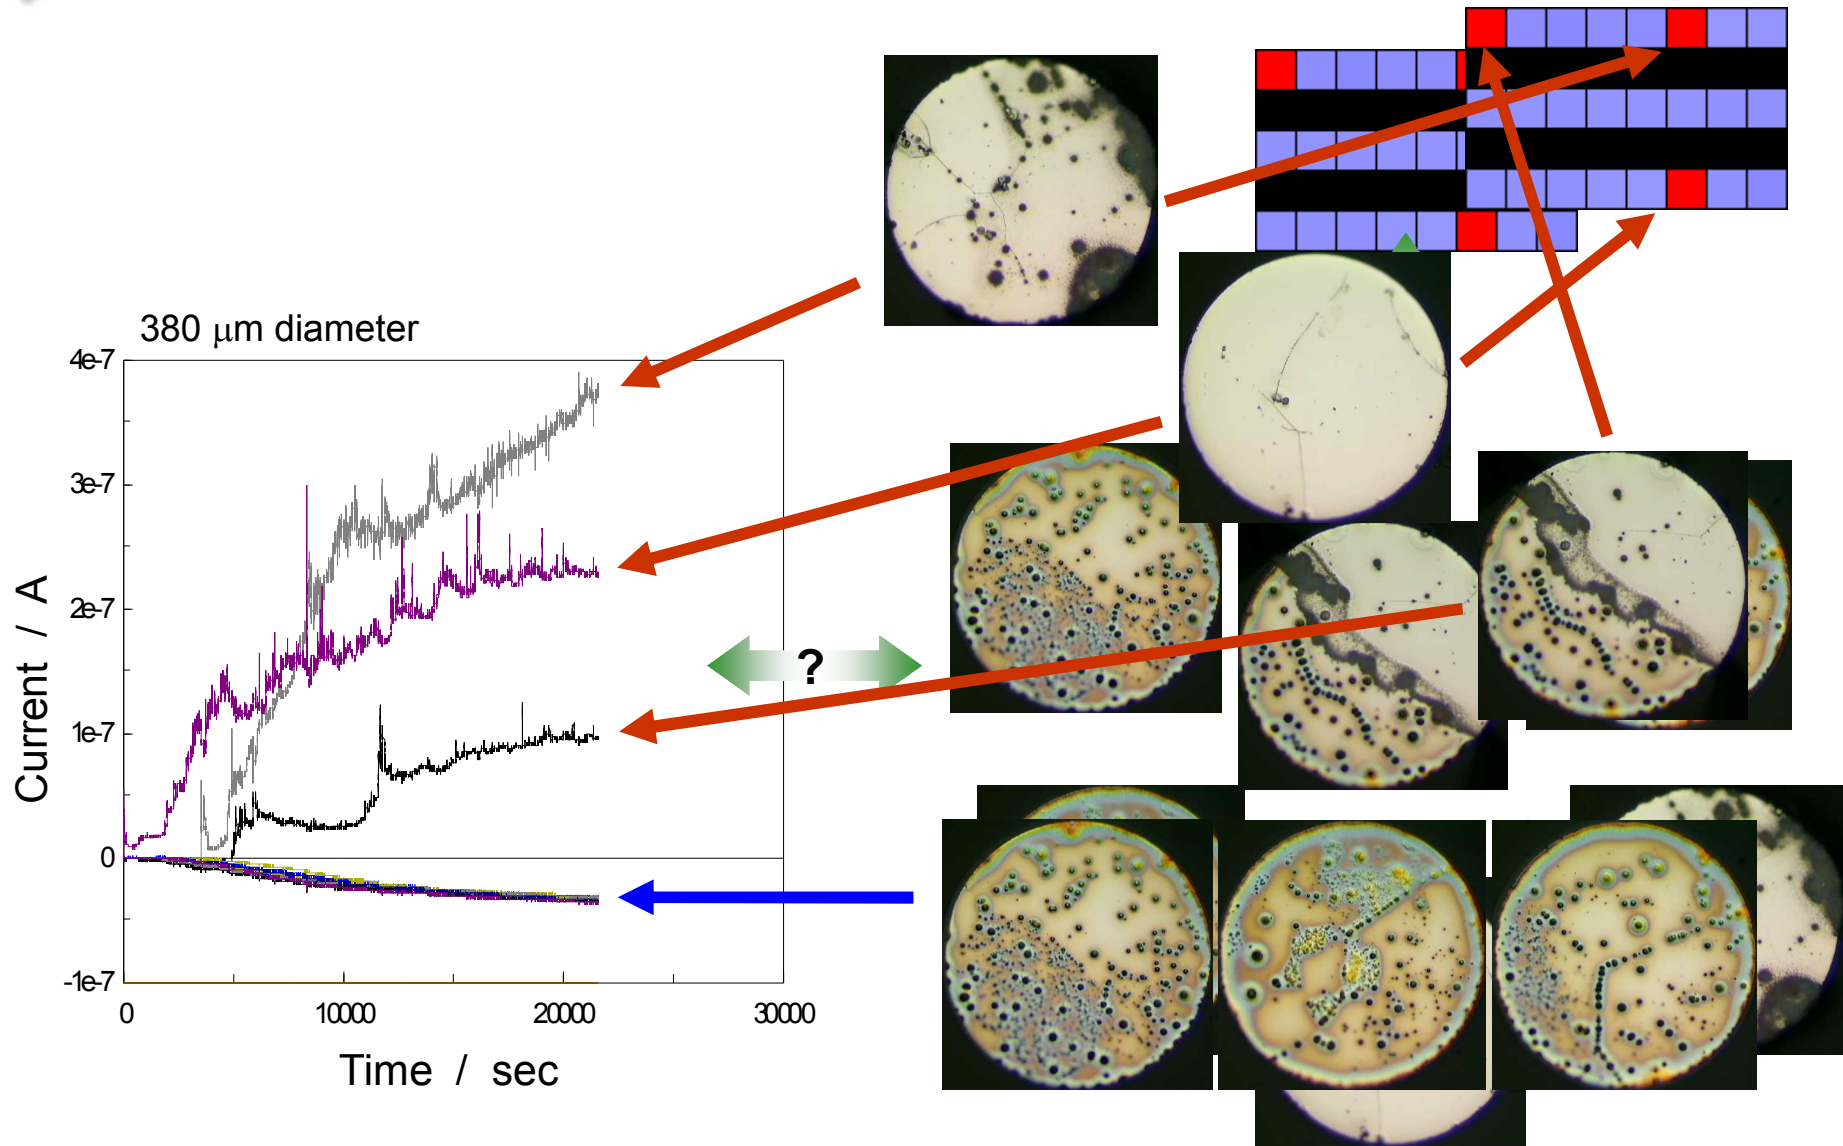 380 μm diameter
4e-7
3e-7
2e-7
1e-7
0
-1e-7
0
10000
20000
30000
Current / A
Time / sec
?